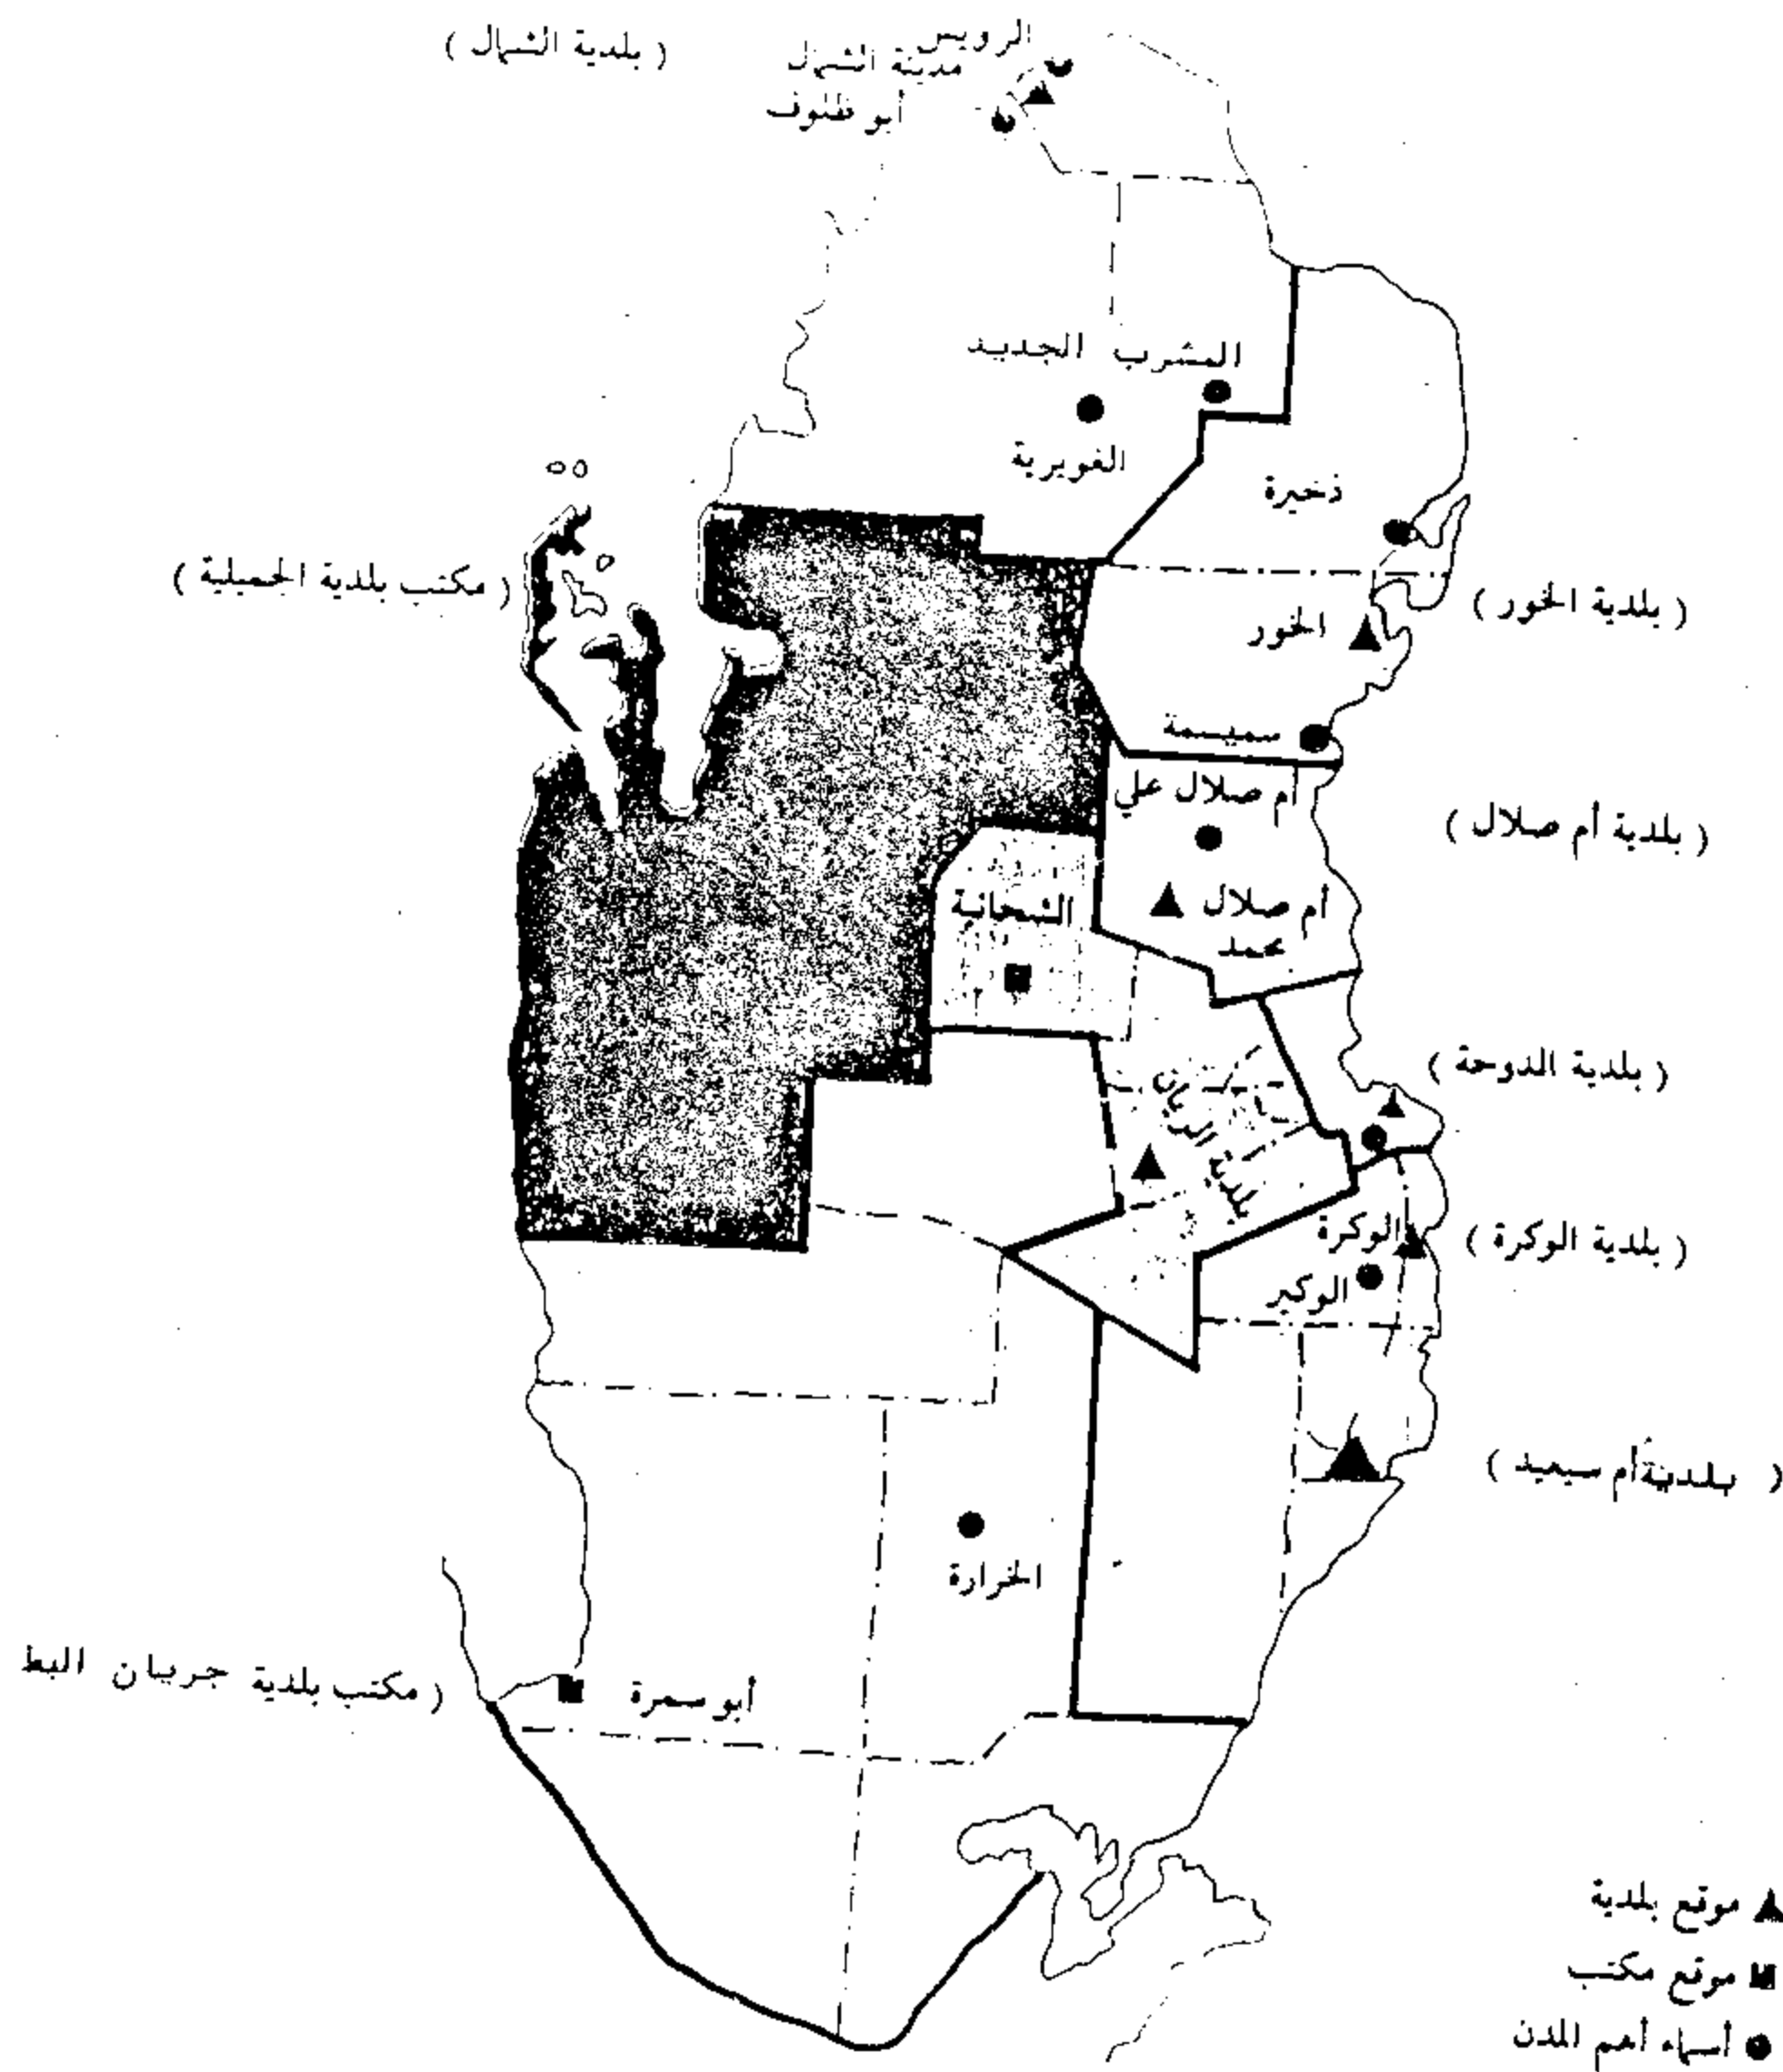 الرويس
مدينة الشمال
( بلدية الشمال )
أبو ظلوف
المشرب الجديد
الغويرية
ذخيرة
( مكتب بلدية الجميلية )
( بلدية الخور )
الخور
سميسمة
أم صلال علي
( بلدية أم صلال )
الشحانية
أم صلال
محمد
( بلدية الدوحة )
بلدية الريان
الوكرة
( بلدية الوكرة )
الوكير
( بلدية أم سعيد )
الخرارة
أبو سمرة
( مكتب بلدية جريان البط
موقع بلدية
موقع مكتب
أسماء أهم المدن